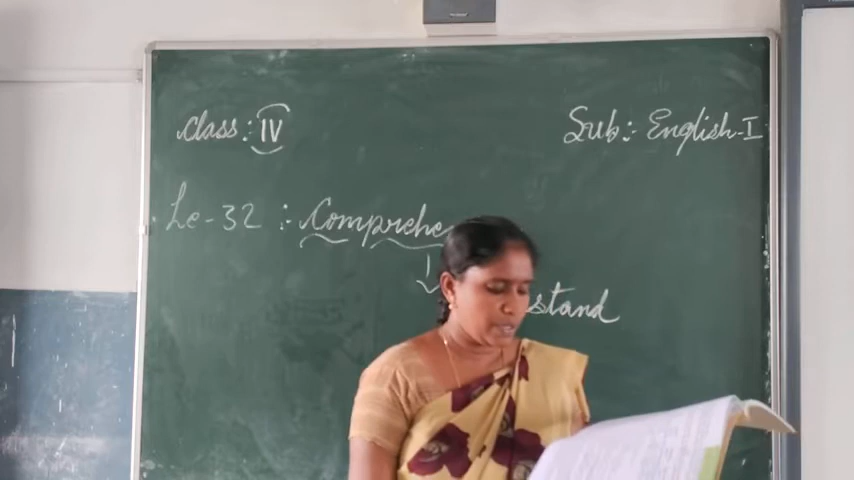 Class :- IV
Sub :- English-I
Le-32 :- Comprehe
stand